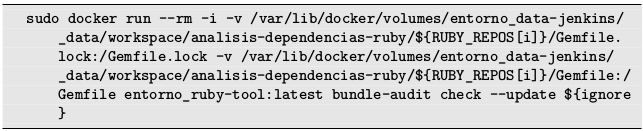 sudo docker run --rm -i -v /var/lib/docker/volumes/entorno_data-jenkins/
_data/workspace/analisis-dependencias-ruby/${RUBY_REPOS[i]}/Gemfile.
lock:/Gemfile.lock -v /var/lib/docker/volumes/entorno_data-jenkins/
_data/workspace/analisis-dependencias-ruby/${RUBY_REPOS[i]}/Gemfile:/
Gemfile entorno_ruby-tool:latest bundle-audit check --update ${ignore
}